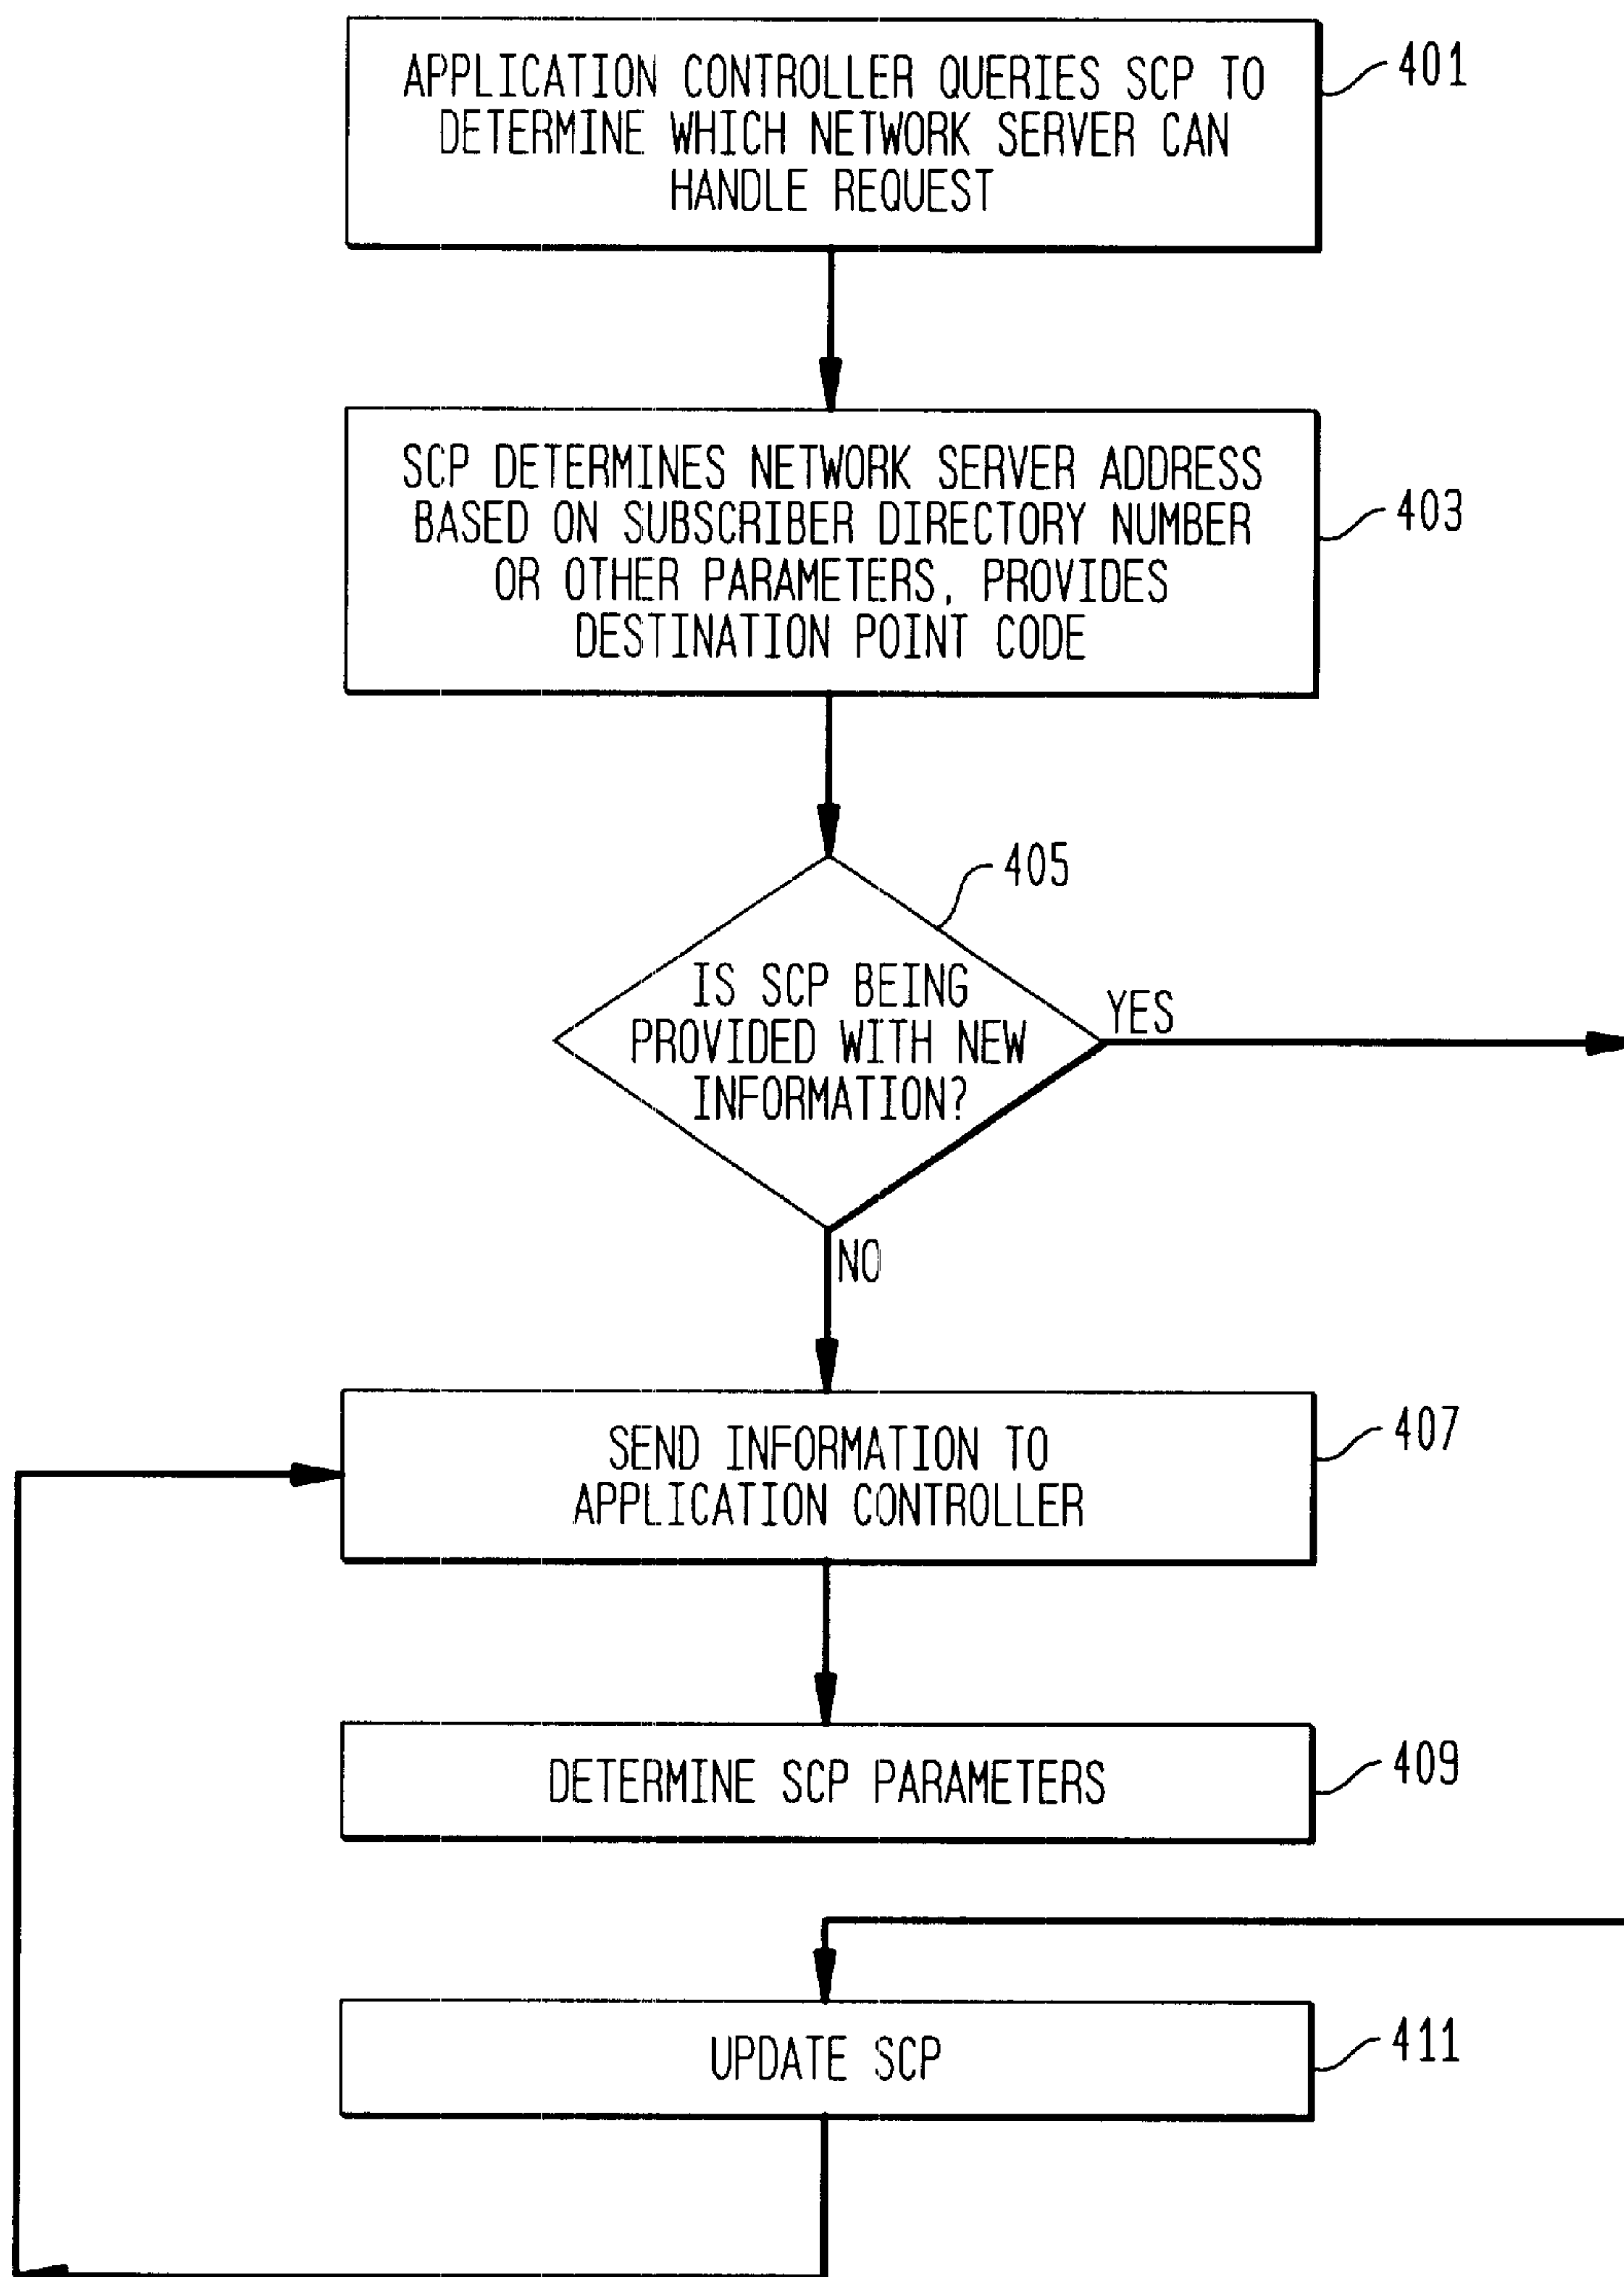 APPLICATION CONTROLLER QUERIES SCP TO
DETERMINE WHICH NETWORK SERVER CAN
HANDLE REQUEST
401
SCP DETERMINES NETWORK SERVER ADDRESS
BASED ON SUBSCRIBER DIRECTORY NUMBER
OR OTHER PARAMETERS, PROVIDES
DESTINATION POINT CODE
403
405
IS SCP BEING
PROVIDED WITH NEW
INFORMATION?
YES
NO
SEND INFORMATION TO
APPLICATION CONTROLLER
407
DETERMINE SCP PARAMETERS
409
UPDATE SCP
411